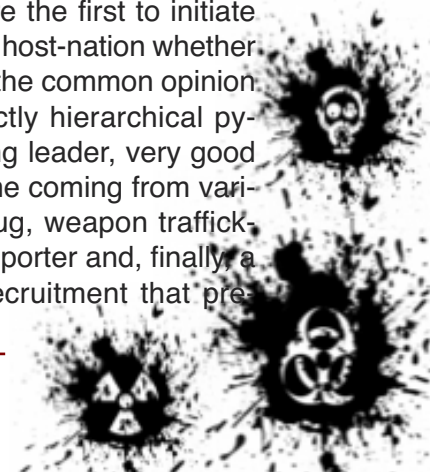 e the first to initiate
host-nation whether
the common opinion
ctly hierarchical py-
ng leader, very good
ne coming from vari-
ug, weapon traffick-
porter and, finally, a
ecruitment that pre-